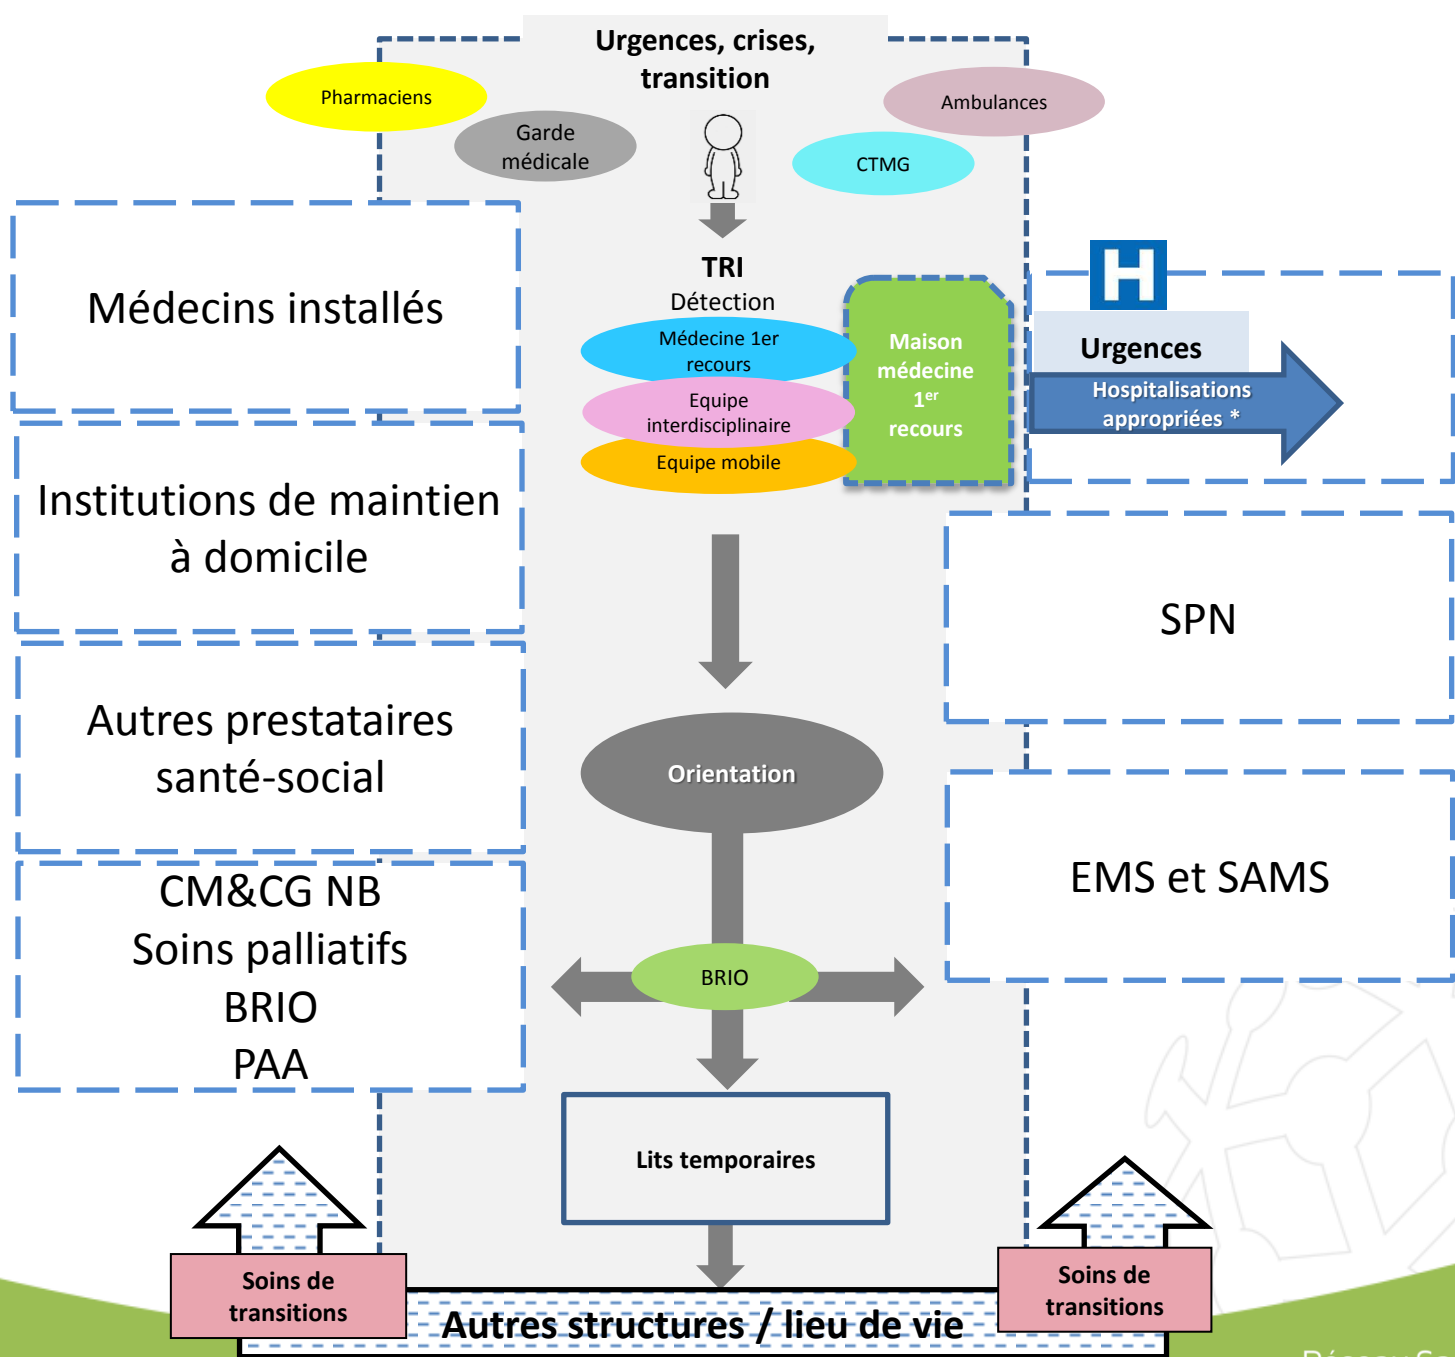 Urgences, crises,
transition
Pharmaciens
Ambulances
Garde
médicale
CTMG
TRI
Détection
Médecine 1er
recours
Equipe
interdisciplinaire
Equipe mobile
Maison
médecine
1er
recours
H
Urgences
Hospitalisations
appropriées *
Médecins installés
Institutions de maintien
à domicile
Autres prestataires
santé-social
CM&CG NB
Soins palliatifs
BRIO
PAA
SPN
EMS et SAMS
Orientation
BRIO
Lits temporaires
Soins de
transitions
Soins de
transitions
Autres structures / lieu de vie